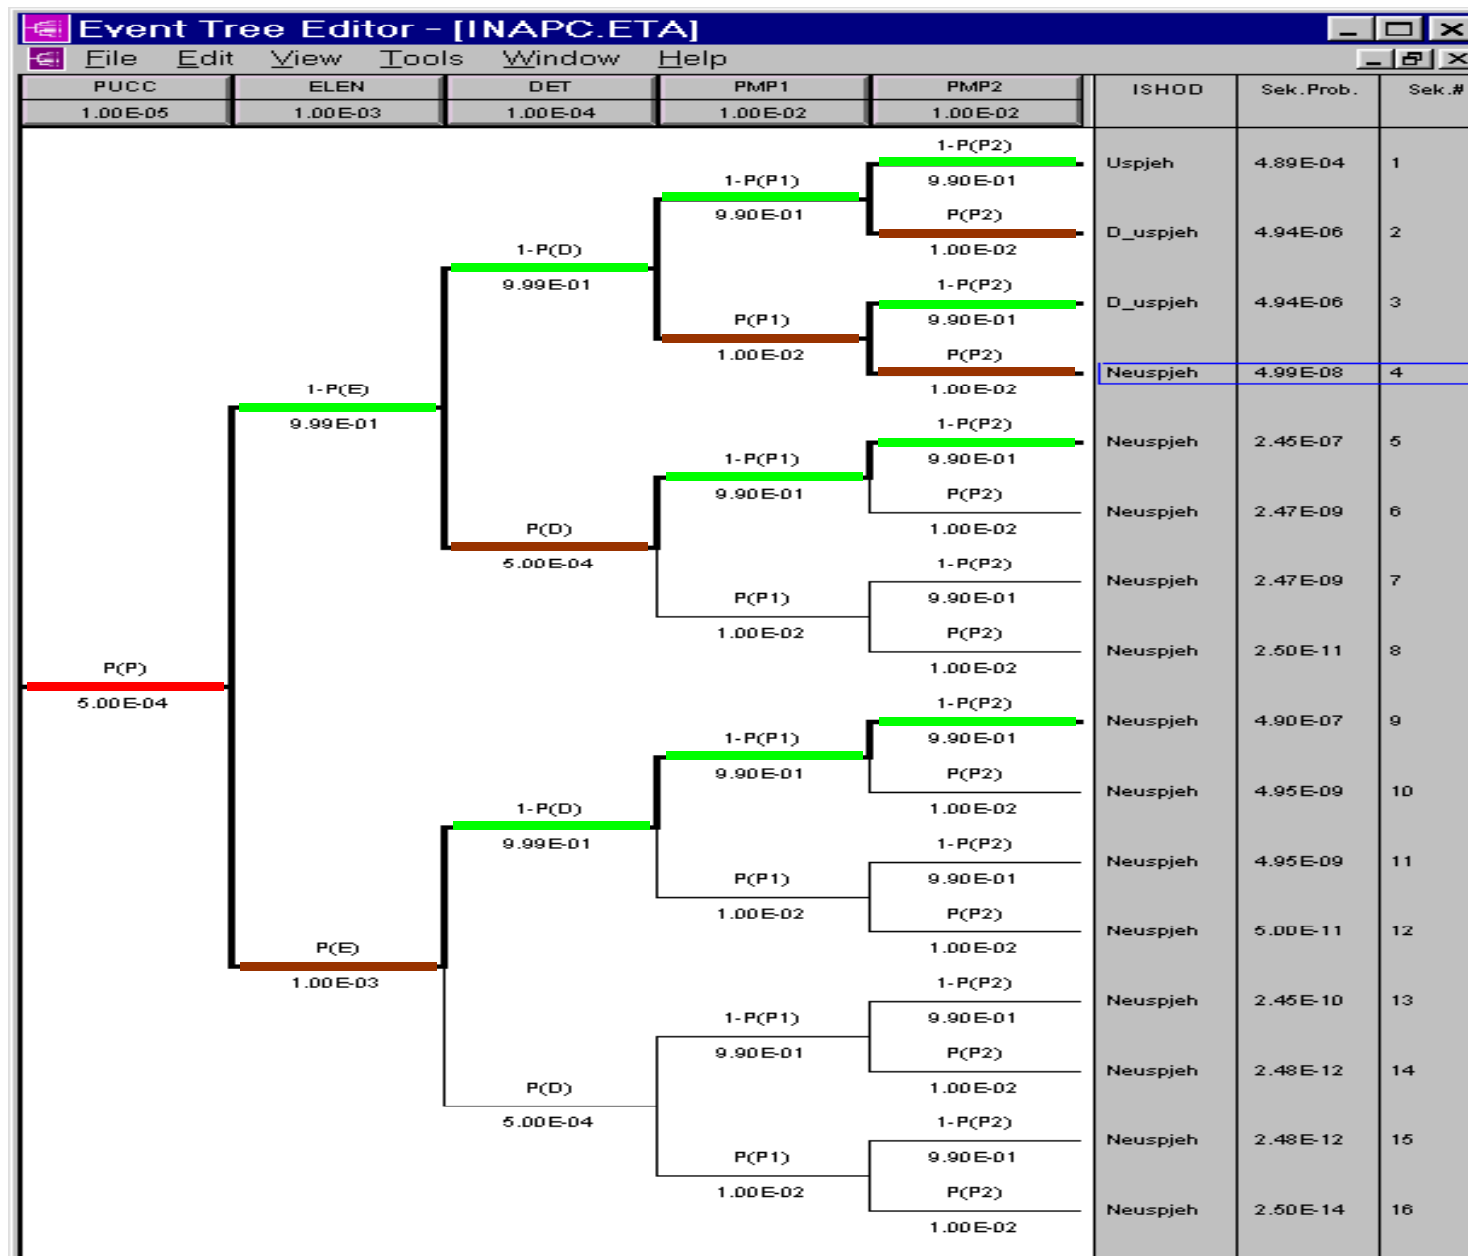 Event Tree Editor - [INAPC.ETA]
File Edit View Tools Window Help
PUCC ELEN DET PMP1 PMP2 ISHOD Sek.Prob. Sek.#
1.00E-05 1.00E-03 1.00E-04 1.00E-02 1.00E-02
1-P(P2)
Uspjeh 4.89E-04 1
1-P(P1) 9.90E-01
9.90E-01 P(P2)
D_uspjeh 4.94E-06 2
1-P(D) 1.00E-02
9.99E-01 1-P(P2)
D_uspjeh 4.94E-06 3
P(P1) 9.90E-01
1.00E-02 P(P2)
Neuspjeh 4.99E-08 4
1-P(E) 1.00E-02
9.99E-01 1-P(P2)
Neuspjeh 2.45E-07 5
1-P(P1) 9.90E-01
9.90E-01 P(P2)
Neuspjeh 2.47E-09 6
P(D) 1.00E-02
5.00E-04 1-P(P2)
Neuspjeh 2.47E-09 7
P(P1) 9.90E-01
1.00E-02 P(P2)
Neuspjeh 2.50E-11 8
P(P) 1.00E-02
5.00E-04 1-P(P2)
Neuspjeh 4.90E-07 9
1-P(P1) 9.90E-01
9.90E-01 P(P2)
Neuspjeh 4.95E-09 10
1-P(D) 1.00E-02
9.99E-01 1-P(P2)
Neuspjeh 4.95E-09 11
P(P1) 9.90E-01
1.00E-02 P(P2)
Neuspjeh 5.00E-11 12
P(E) 1.00E-02
1.00E-03 1-P(P2)
Neuspjeh 2.45E-10 13
1-P(P1) 9.90E-01
9.90E-01 P(P2)
Neuspjeh 2.48E-12 14
P(D) 1.00E-02
5.00E-04 1-P(P2)
Neuspjeh 2.48E-12 15
P(P1) 9.90E-01
1.00E-02 P(P2)
Neuspjeh 2.50E-14 16
1.00E-02